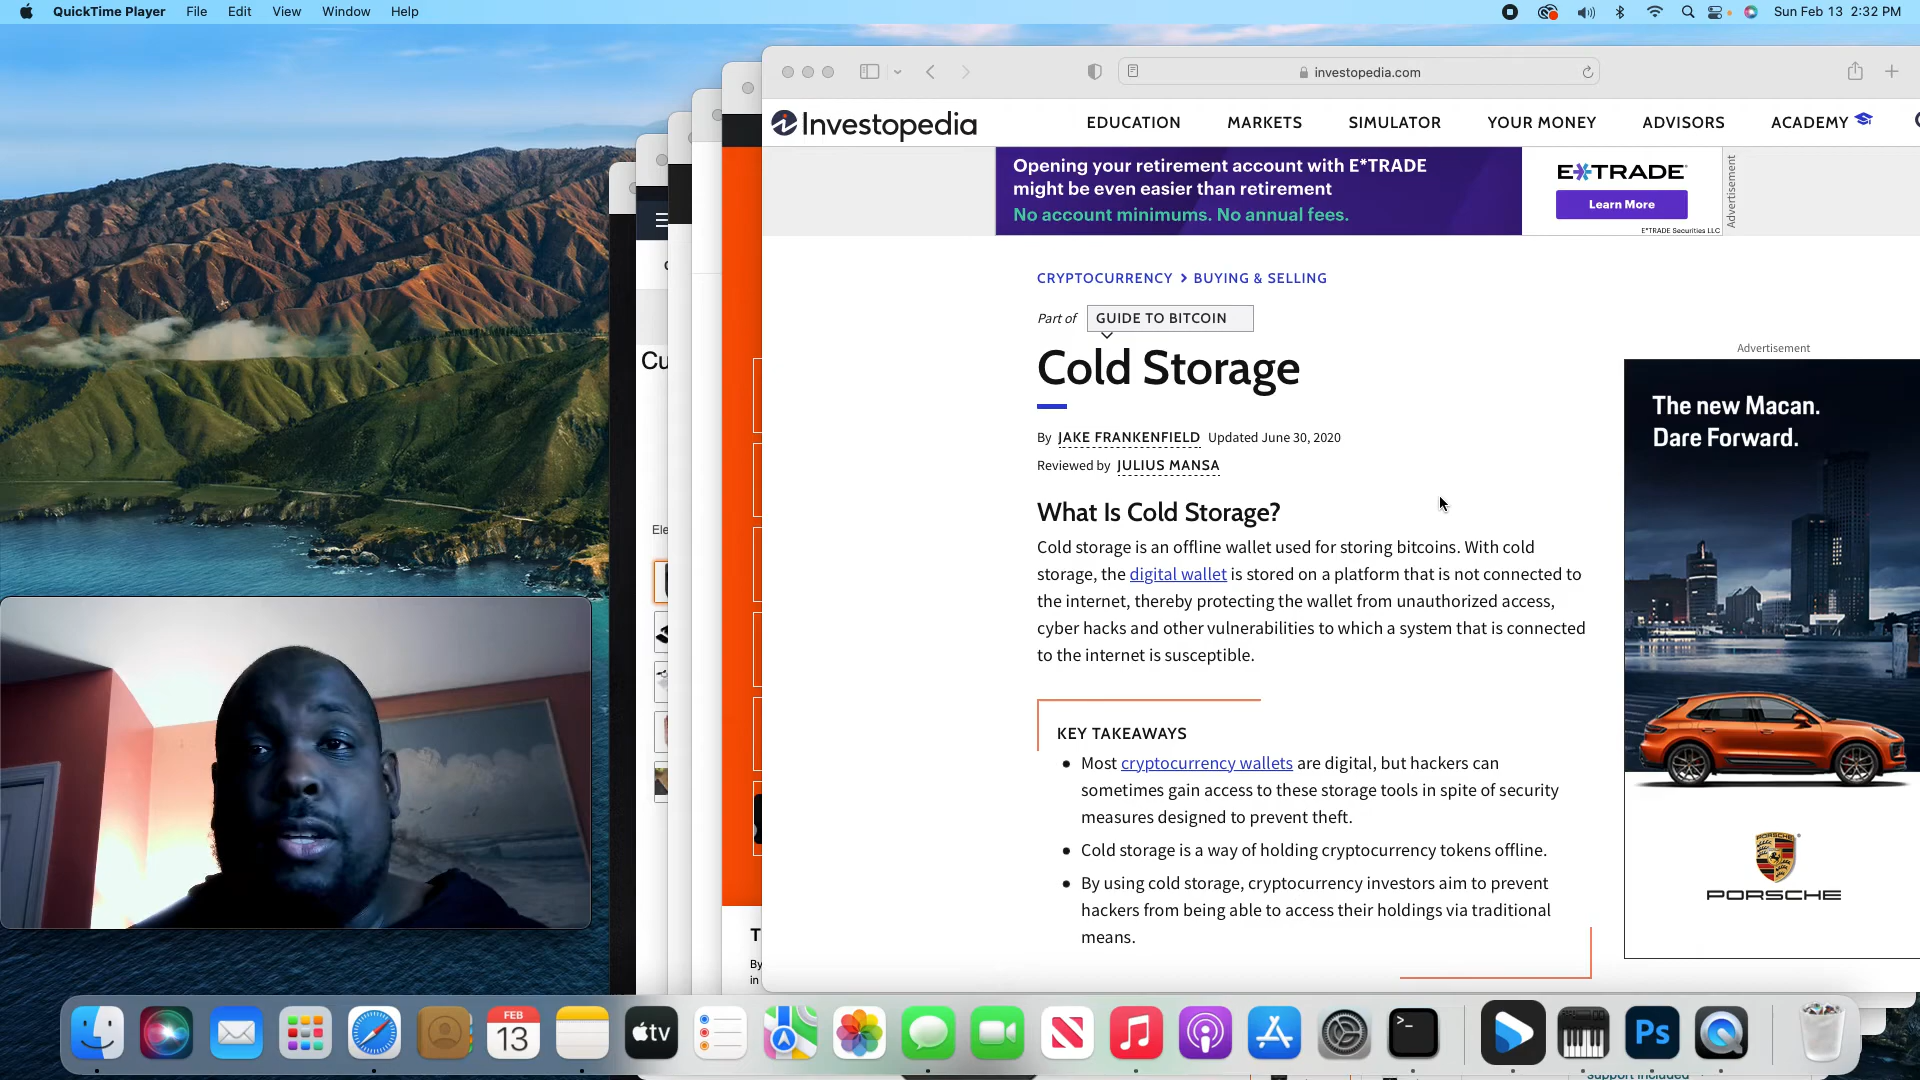 QuickTime Player File Edit View Window Help
Sun Feb 13 2:32 PM
investopedia.com
Investopedia
EDUCATION MARKETS SIMULATOR YOUR MONEY ADVISORS ACADEMY
Opening your retirement account with E*TRADE
might be even easier than retirement
No account minimums. No annual fees.
E*TRADE
Learn More
E*TRADE Securities LLC
Advertisement
CRYPTOCURRENCY > BUYING & SELLING
Part of GUIDE TO BITCOIN
Cold Storage
By JAKE FRANKENFIELD Updated June 30, 2020
Reviewed by JULIUS MANSA
What Is Cold Storage?
Cold storage is an offline wallet used for storing bitcoins. With cold
storage, the digital wallet is stored on a platform that is not connected to
the internet, thereby protecting the wallet from unauthorized access,
cyber hacks and other vulnerabilities to which a system that is connected
to the internet is susceptible.
KEY TAKEAWAYS
Most cryptocurrency wallets are digital, but hackers can
sometimes gain access to these storage tools in spite of security
measures designed to prevent theft.
Cold storage is a way of holding cryptocurrency tokens offline.
By using cold storage, cryptocurrency investors aim to prevent
hackers from being able to access their holdings via traditional
means.
Advertisement
The new Macan.
Dare Forward.
PORSCHE
PORSCHE
Cu
Ele
T
By
in
FEB
13
tv
>_
Ps
support included